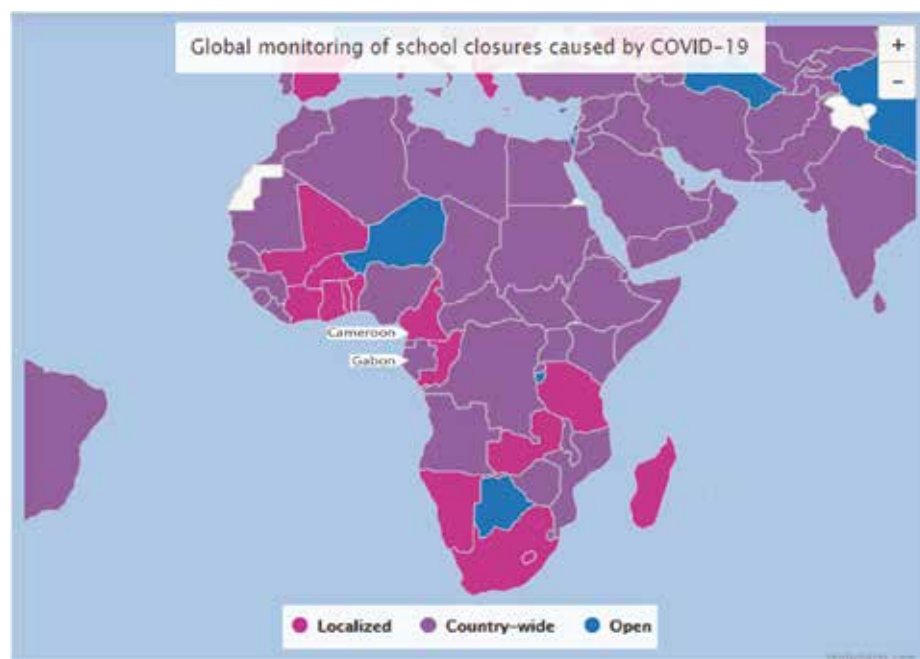 Global monitoring of school closures caused by COVID-19
+
-
Cameroon
Gabon
Localized
Country-wide
Open